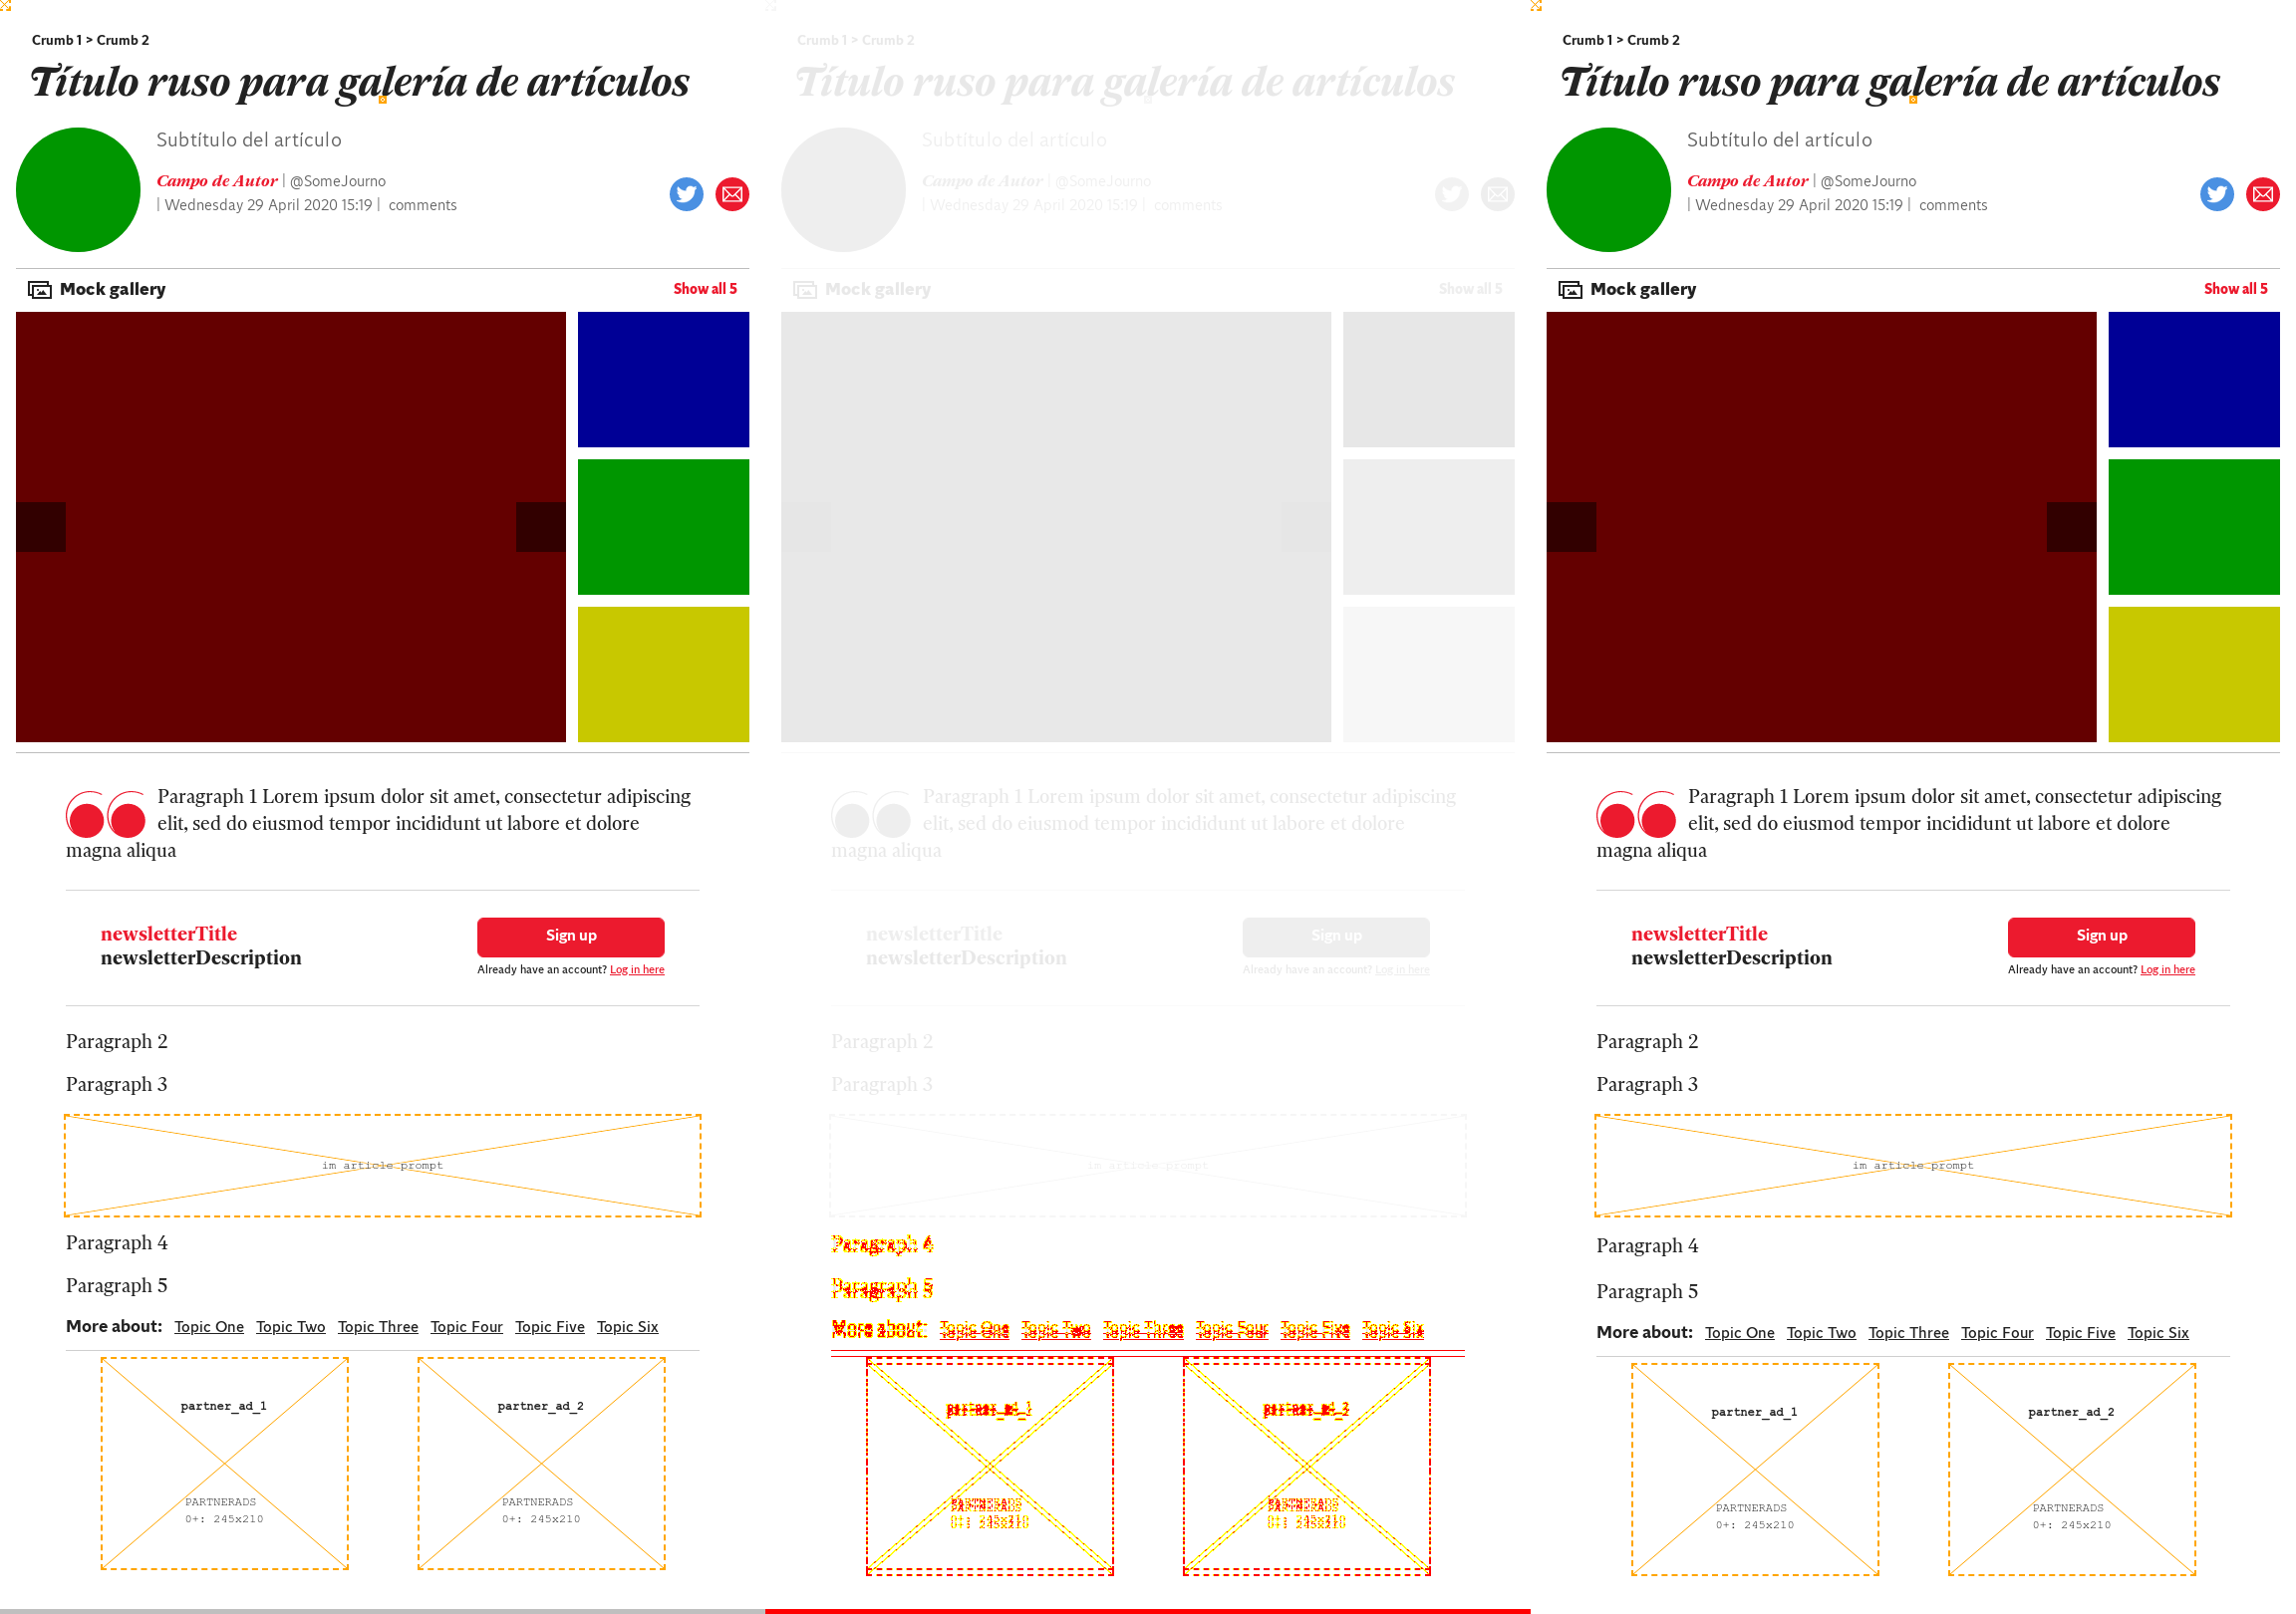 Crumb 1 > Crumb 2
Título ruso para galería de artículos
Subtítulo del artículo
Campo de Autor | @SomeJourno
| Wednesday 29 April 2020 15:19 | comments
Mock gallery
Show all 5
Paragraph 1 Lorem ipsum dolor sit amet, consectetur adipiscing
elit, sed do eiusmod tempor incididunt ut labore et dolore
magna aliqua
newsletterTitle
newsletterDescription
Sign up
Already have an account? Log in here
Paragraph 2
Paragraph 3
im article prompt
Paragraph 4
Paragraph 5
More about: Topic One Topic Two Topic Three Topic Four Topic Five Topic Six
partner_ad_1
PARTNERADS
0+: 245x210
partner_ad_2
PARTNERADS
0+: 245x210
Crumb 1 > Crumb 2
Título ruso para galería de artículos
Subtítulo del artículo
Campo de Autor | @SomeJourno
| Wednesday 29 April 2020 15:19 | comments
Mock gallery
Show all 5
Paragraph 1 Lorem ipsum dolor sit amet, consectetur adipiscing
elit, sed do eiusmod tempor incididunt ut labore et dolore
magna aliqua
newsletterTitle
newsletterDescription
Sign up
Already have an account? Log in here
Paragraph 2
Paragraph 3
im article prompt
Paragraph 4
Paragraph 5
More about: Topic One Topic Two Topic Three Topic Four Topic Five Topic Six
PARTNERADS
0+: 245x210
PARTNERADS
0+: 245x210
Crumb 1 > Crumb 2
Título ruso para galería de artículos
Subtítulo del artículo
Campo de Autor | @SomeJourno
| Wednesday 29 April 2020 15:19 | comments
Mock gallery
Show all 5
Paragraph 1 Lorem ipsum dolor sit amet, consectetur adipiscing
elit, sed do eiusmod tempor incididunt ut labore et dolore
magna aliqua
newsletterTitle
newsletterDescription
Sign up
Already have an account? Log in here
Paragraph 2
Paragraph 3
im article prompt
Paragraph 4
Paragraph 5
More about: Topic One Topic Two Topic Three Topic Four Topic Five Topic Six
partner_ad_1
PARTNERADS
0+: 245x210
partner_ad_2
PARTNERADS
0+: 245x210